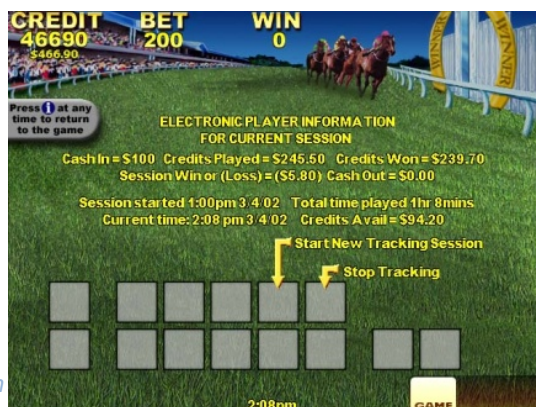 CREDIT BET WIN
46690 200 0
$466.90
WINNER
WINNER
Press i at any
time to return
to the game
ELECTRONIC PLAYER INFORMATION
FOR CURRENT SESSION
Cash In = $100 Credits Played = $245.50 Credits Won = $239.70
Session Win or (Loss) = ($5.80) Cash Out = $0.00
Session started 1:00pm 3/4/02 Total time played 1hr 8mins
Current time: 2:08 pm 3/4/02 Credits Avail = $94.20
Start New Tracking Session
Stop Tracking
2:08pm
GAME